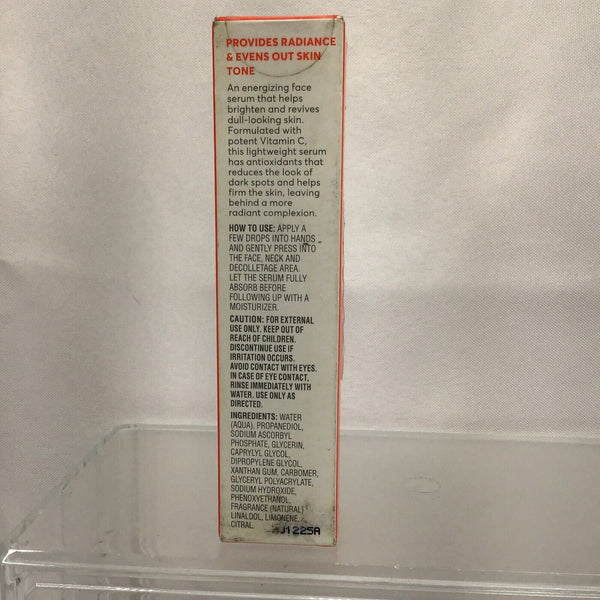 PROVIDES RADIANCE
& EVENS OUT SKIN
TONE
An energizing face
serum that helps
brighten and revives
dull-looking skin.
Formulated with
potent Vitamin C,
this lightweight serum
has antioxidants that
reduces the look of
dark spots and helps
firm the skin, leaving
behind a more
radiant complexion.
HOW TO USE: APPLY A
FEW DROPS INTO HANDS
AND GENTLY PRESS INTO
THE FACE, NECK AND
DECOLLETAGE AREA.
LET THE SERUM FULLY
ABSORB BEFORE
FOLLOWING UP WITH A
MOISTURIZER.
CAUTION: FOR EXTERNAL
USE ONLY. KEEP OUT OF
REACH OF CHILDREN.
DISCONTINUE USE IF
IRRITATION OCCURS.
AVOID CONTACT WITH EYES.
IN CASE OF EYE CONTACT,
RINSE IMMEDIATELY WITH
WATER. USE ONLY AS
DIRECTED.
INGREDIENTS: WATER
(AQUA), PROPANEDIOL,
SODIUM ASCORBYL
PHOSPHATE, GLYCERIN,
CAPRYLYL GLYCOL,
DIPROPYLENE GLYCOL,
XANTHAN GUM, CARBOMER,
GLYCERYL POLYACRYLATE,
SODIUM HYDROXIDE,
PHENOXYETHANOL,
FRAGRANCE (NATURAL)
LINALOOL, LIMONENE,
CITRAL.
J1225A